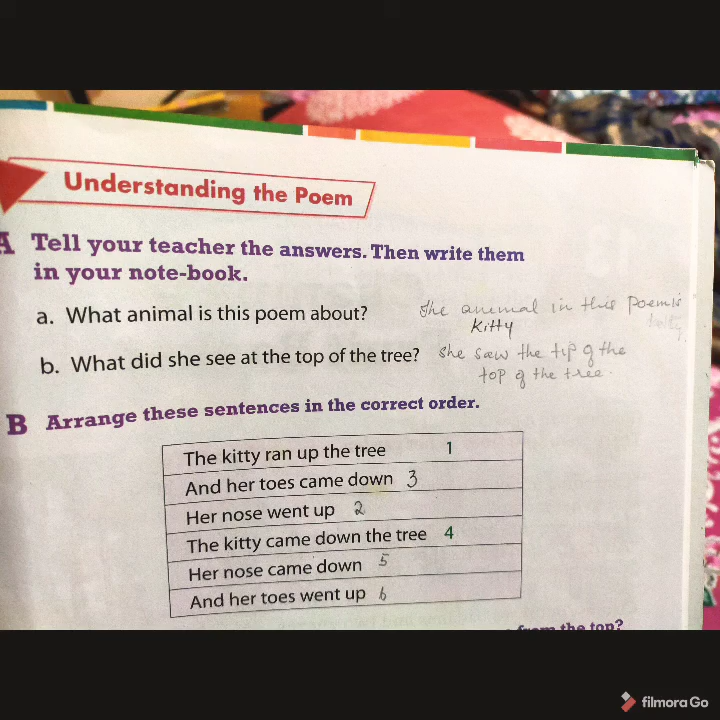 Understanding the Poem
A Tell your teacher the answers. Then write them
in your note-book.
a. What animal is this poem about? The animal in this Poem is
Kitty
b. What did she see at the top of the tree? She saw the tip of the
top of the tree.
B Arrange these sentences in the correct order.
The kitty ran up the tree 1
And her toes came down 3
Her nose went up 2
The kitty came down the tree 4
Her nose came down 5
And her toes went up 6
from the top?
filmoraGo